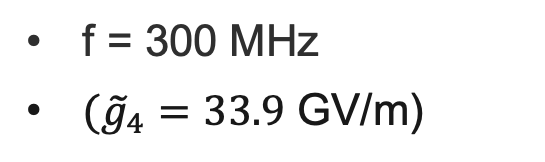 • f = 300 MHz
• (g̃₄ = 33.9 GV/m)